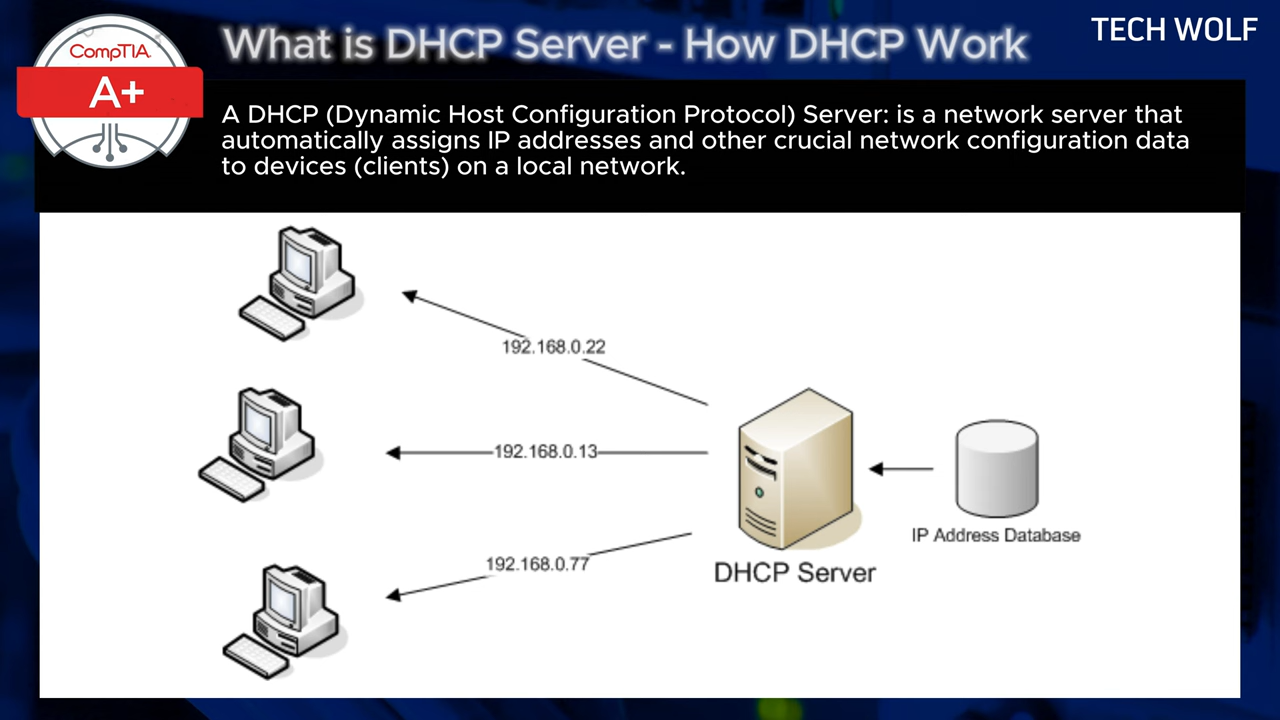 CompTIA.
A+
What is DHCP Server - How DHCP Work
TECH WOLF
A DHCP (Dynamic Host Configuration Protocol) Server: is a network server that
automatically assigns IP addresses and other crucial network configuration data
to devices (clients) on a local network.
192.168.0.22
192.168.0.13
192.168.0.77
DHCP Server
IP Address Database